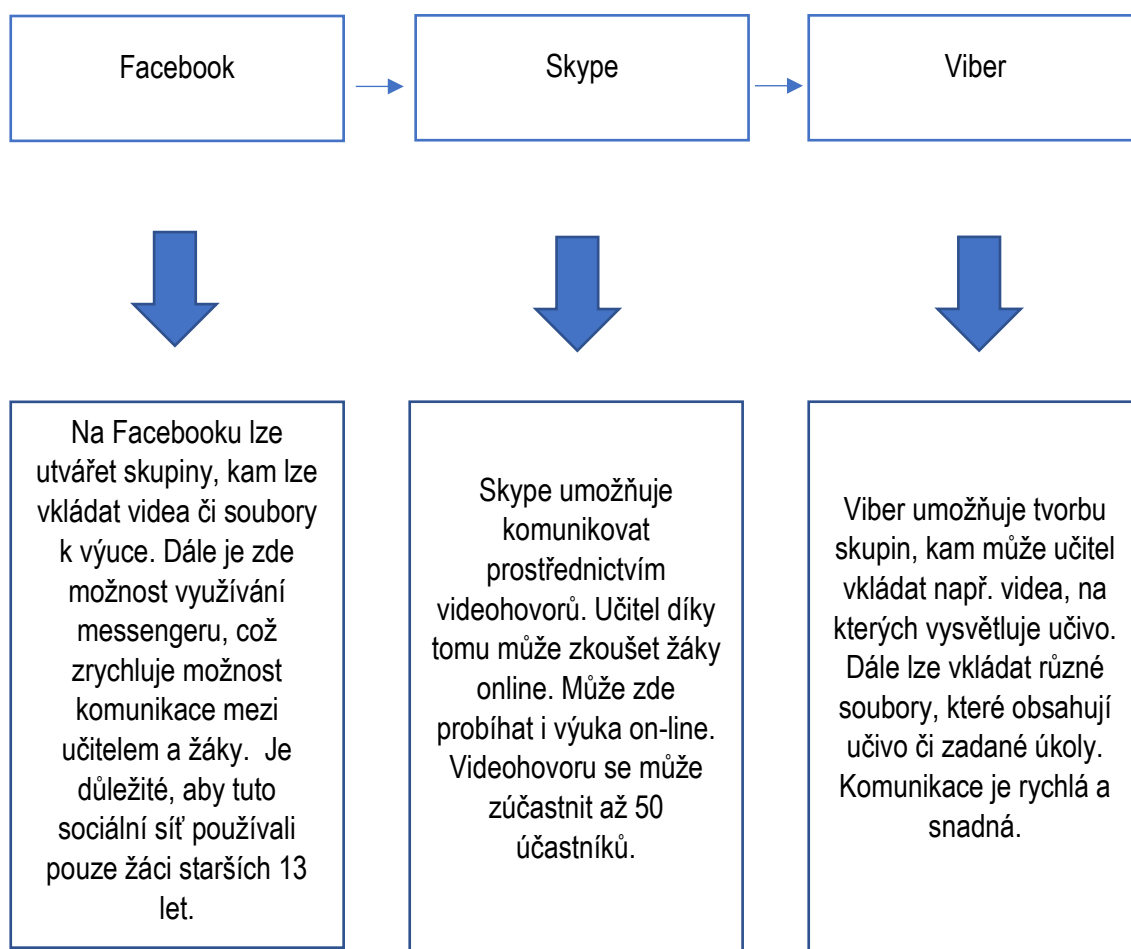 Facebook
Skype
Viber
Na Facebooku lze
utvářet skupiny, kam lze
vkládat videa či soubory
k výuce. Dále je zde
možnost využívání
messengeru, což
zrychluje možnost
komunikace mezi
učitelem a žáky. Je
důležité, aby tuto
sociální síť používali
pouze žáci starších 13
let.
Skype umožňuje
komunikovat
prostřednictvím
videohovorů. Učitel díky
tomu může zkoušet žáky
online. Může zde
probíhat i výuka on-line.
Videohovoru se může
zúčastnit až 50
účastníků.
Viber umožňuje tvorbu
skupin, kam může učitel
vkládat např. videa, na
kterých vysvětluje učivo.
Dále lze vkládat různé
soubory, které obsahují
učivo či zadané úkoly.
Komunikace je rychlá a
snadná.